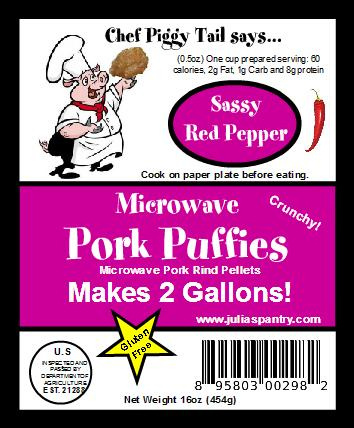 Chef Piggy Tail says...
(0.5oz) One cup prepared serving: 60
calories, 2g Fat, 1g Carb and 8g protein
Sassy
Red Pepper
Cook on paper plate before eating.
Microwave
Crunchy!
Pork Puffies
Microwave Pork Rind Pellets
Makes 2 Gallons!
www.juliaspantry.com
Gluten
Free
U.S
INSPECTED AND
PASSED BY
DEPARTMENT OF
AGRICULTURE
EST. 21288
8 95803 00298 2
Net Weight 16oz (454g)